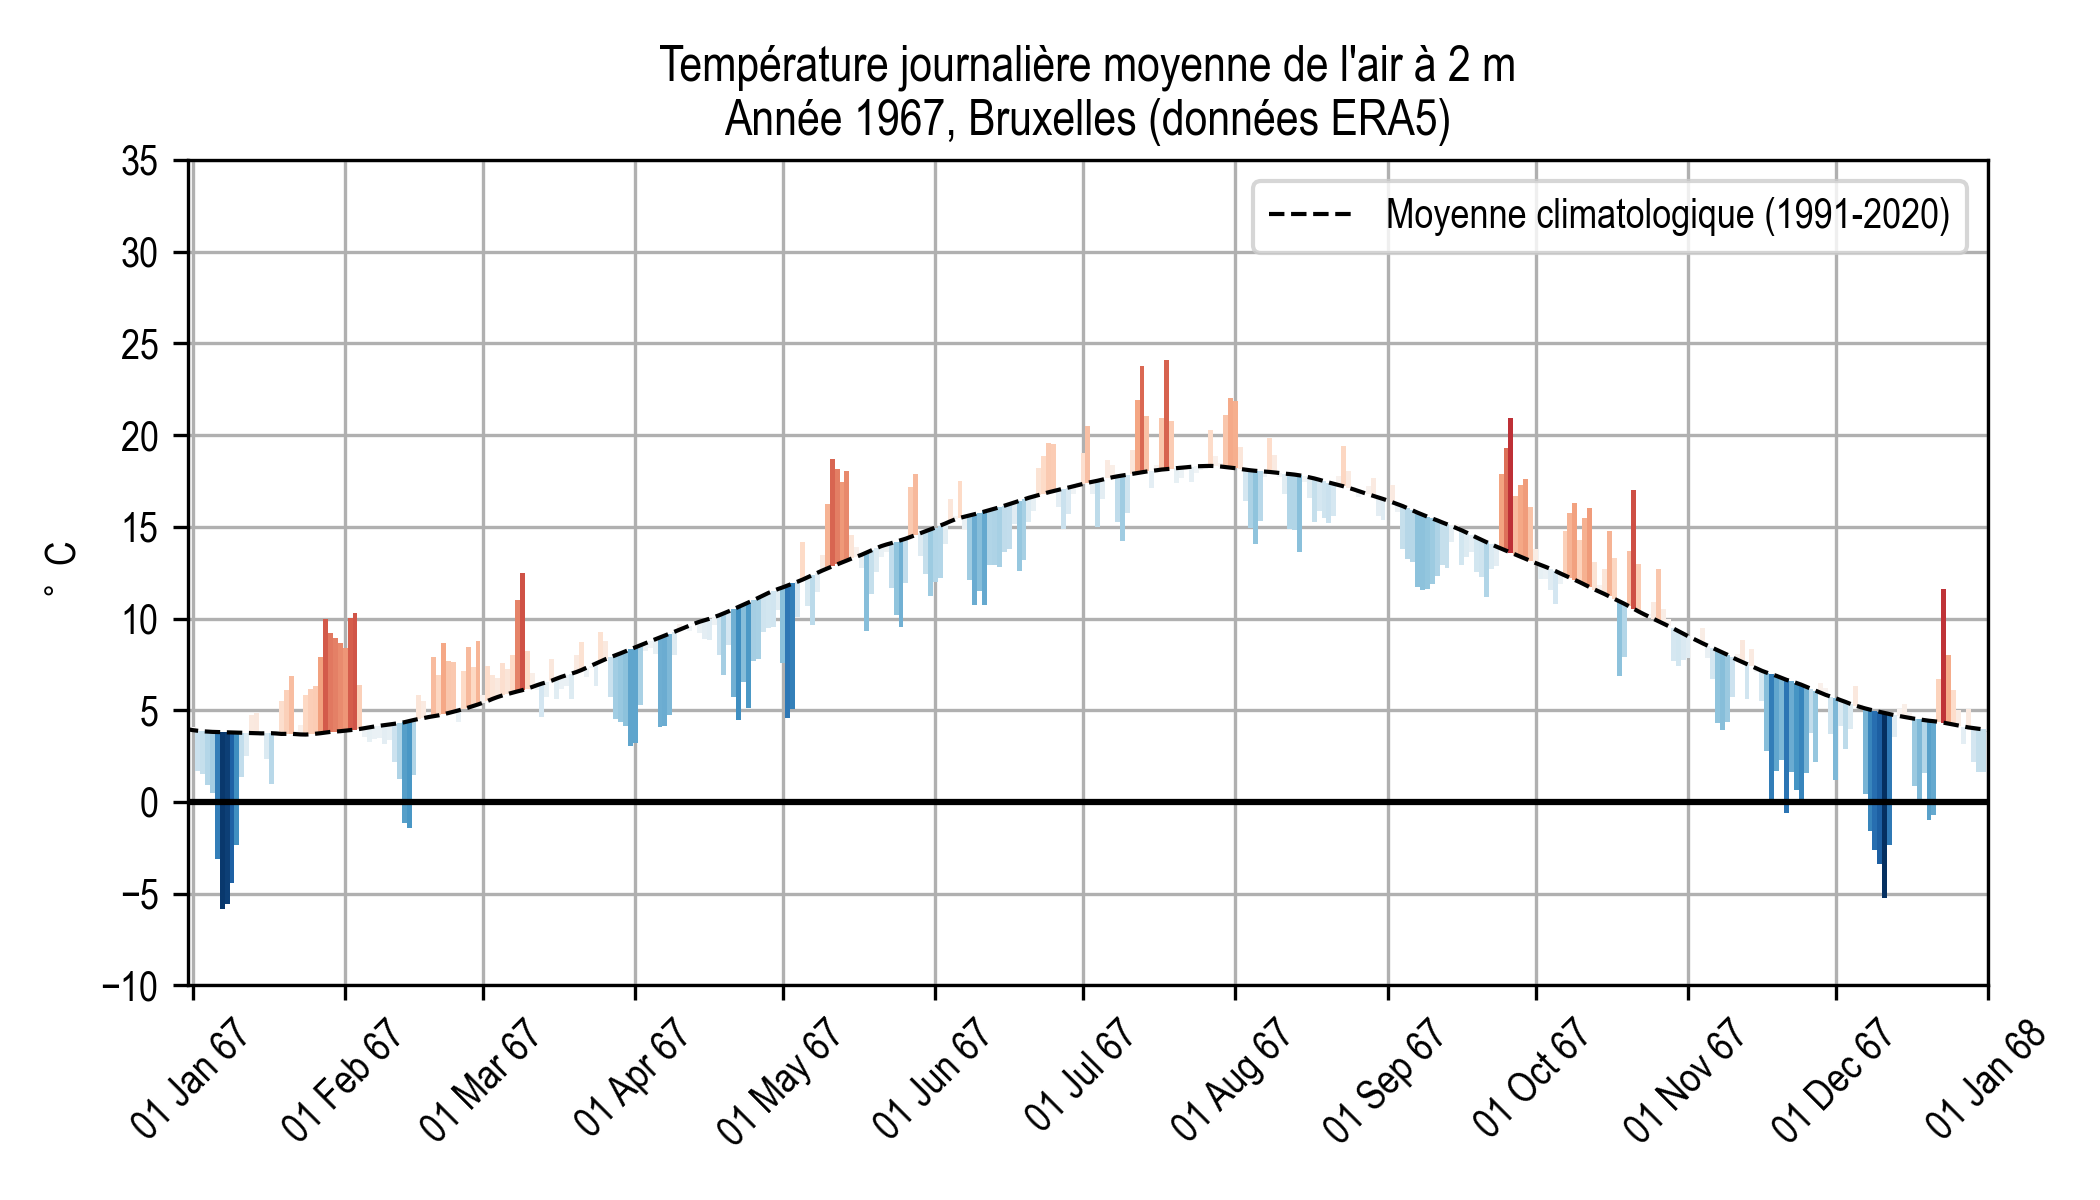 Température journalière moyenne de l'air à 2 m
Année 1967, Bruxelles (données ERA5)
Moyenne climatologique (1991-2020)
° C
35
30
25
20
15
10
5
0
−5
−10
01 Jan 67
01 Feb 67
01 Mar 67
01 Apr 67
01 May 67
01 Jun 67
01 Jul 67
01 Aug 67
01 Sep 67
01 Oct 67
01 Nov 67
01 Dec 67
01 Jan 68